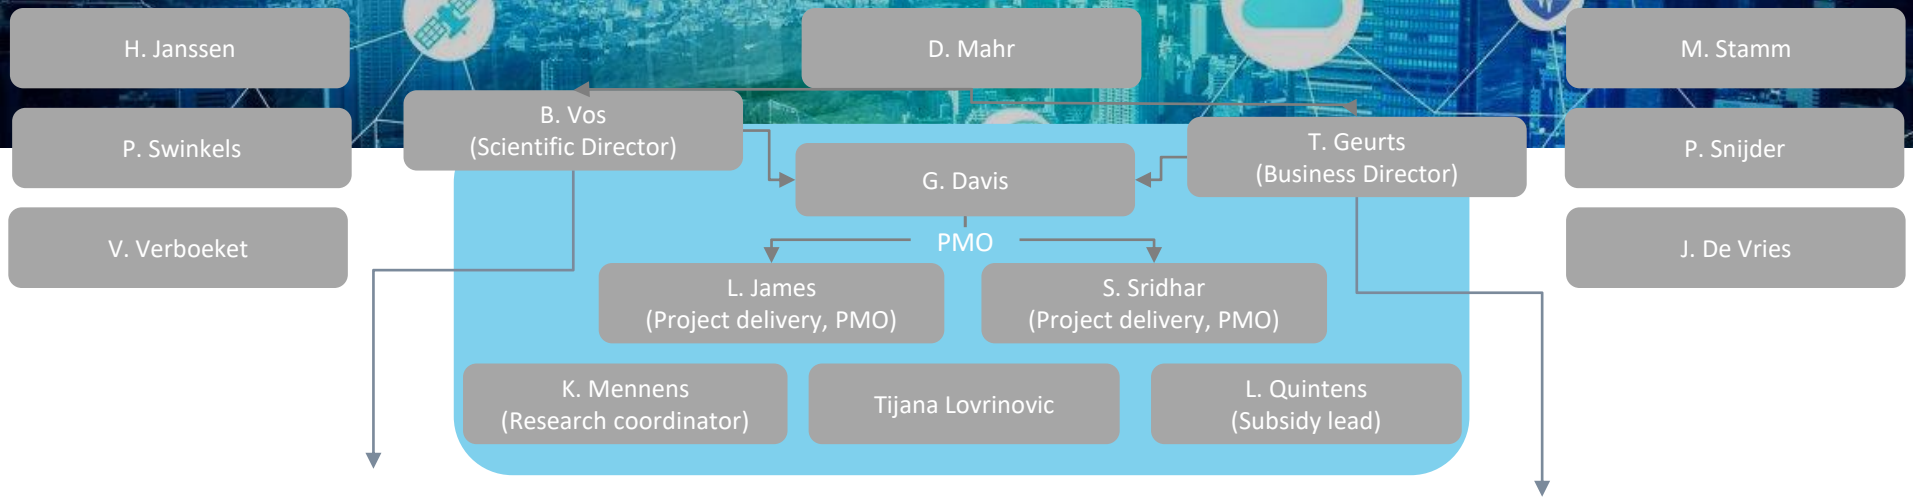 H. Janssen
D. Mahr
M. Stamm
B. Vos
(Scientific Director)
P. Swinkels
T. Geurts
(Business Director)
P. Snijder
G. Davis
V. Verboeket
PMO
J. De Vries
L. James
(Project delivery, PMO)
S. Sridhar
(Project delivery, PMO)
K. Mennens
(Research coordinator)
Tijana Lovrinovic
L. Quintens
(Subsidy lead)